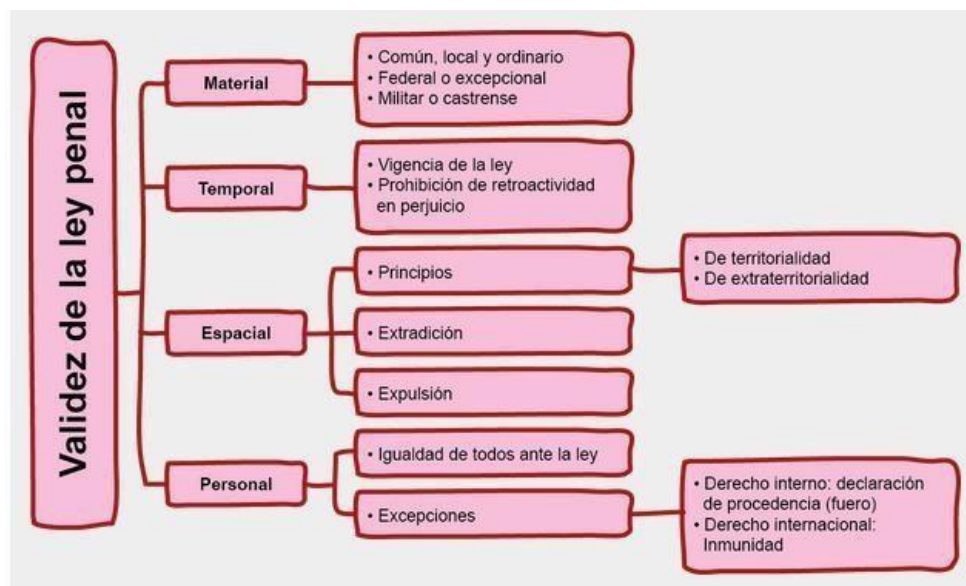 Validez de la ley penal
Material
• Común, local y ordinario
• Federal o excepcional
• Militar o castrense
Temporal
• Vigencia de la ley
• Prohibición de retroactividad
en perjuicio
Espacial
• Principios
• De territorialidad
• De extraterritorialidad
• Extradición
• Expulsión
Personal
• Igualdad de todos ante la ley
• Excepciones
• Derecho interno: declaración
de procedencia (fuero)
• Derecho internacional:
Inmunidad